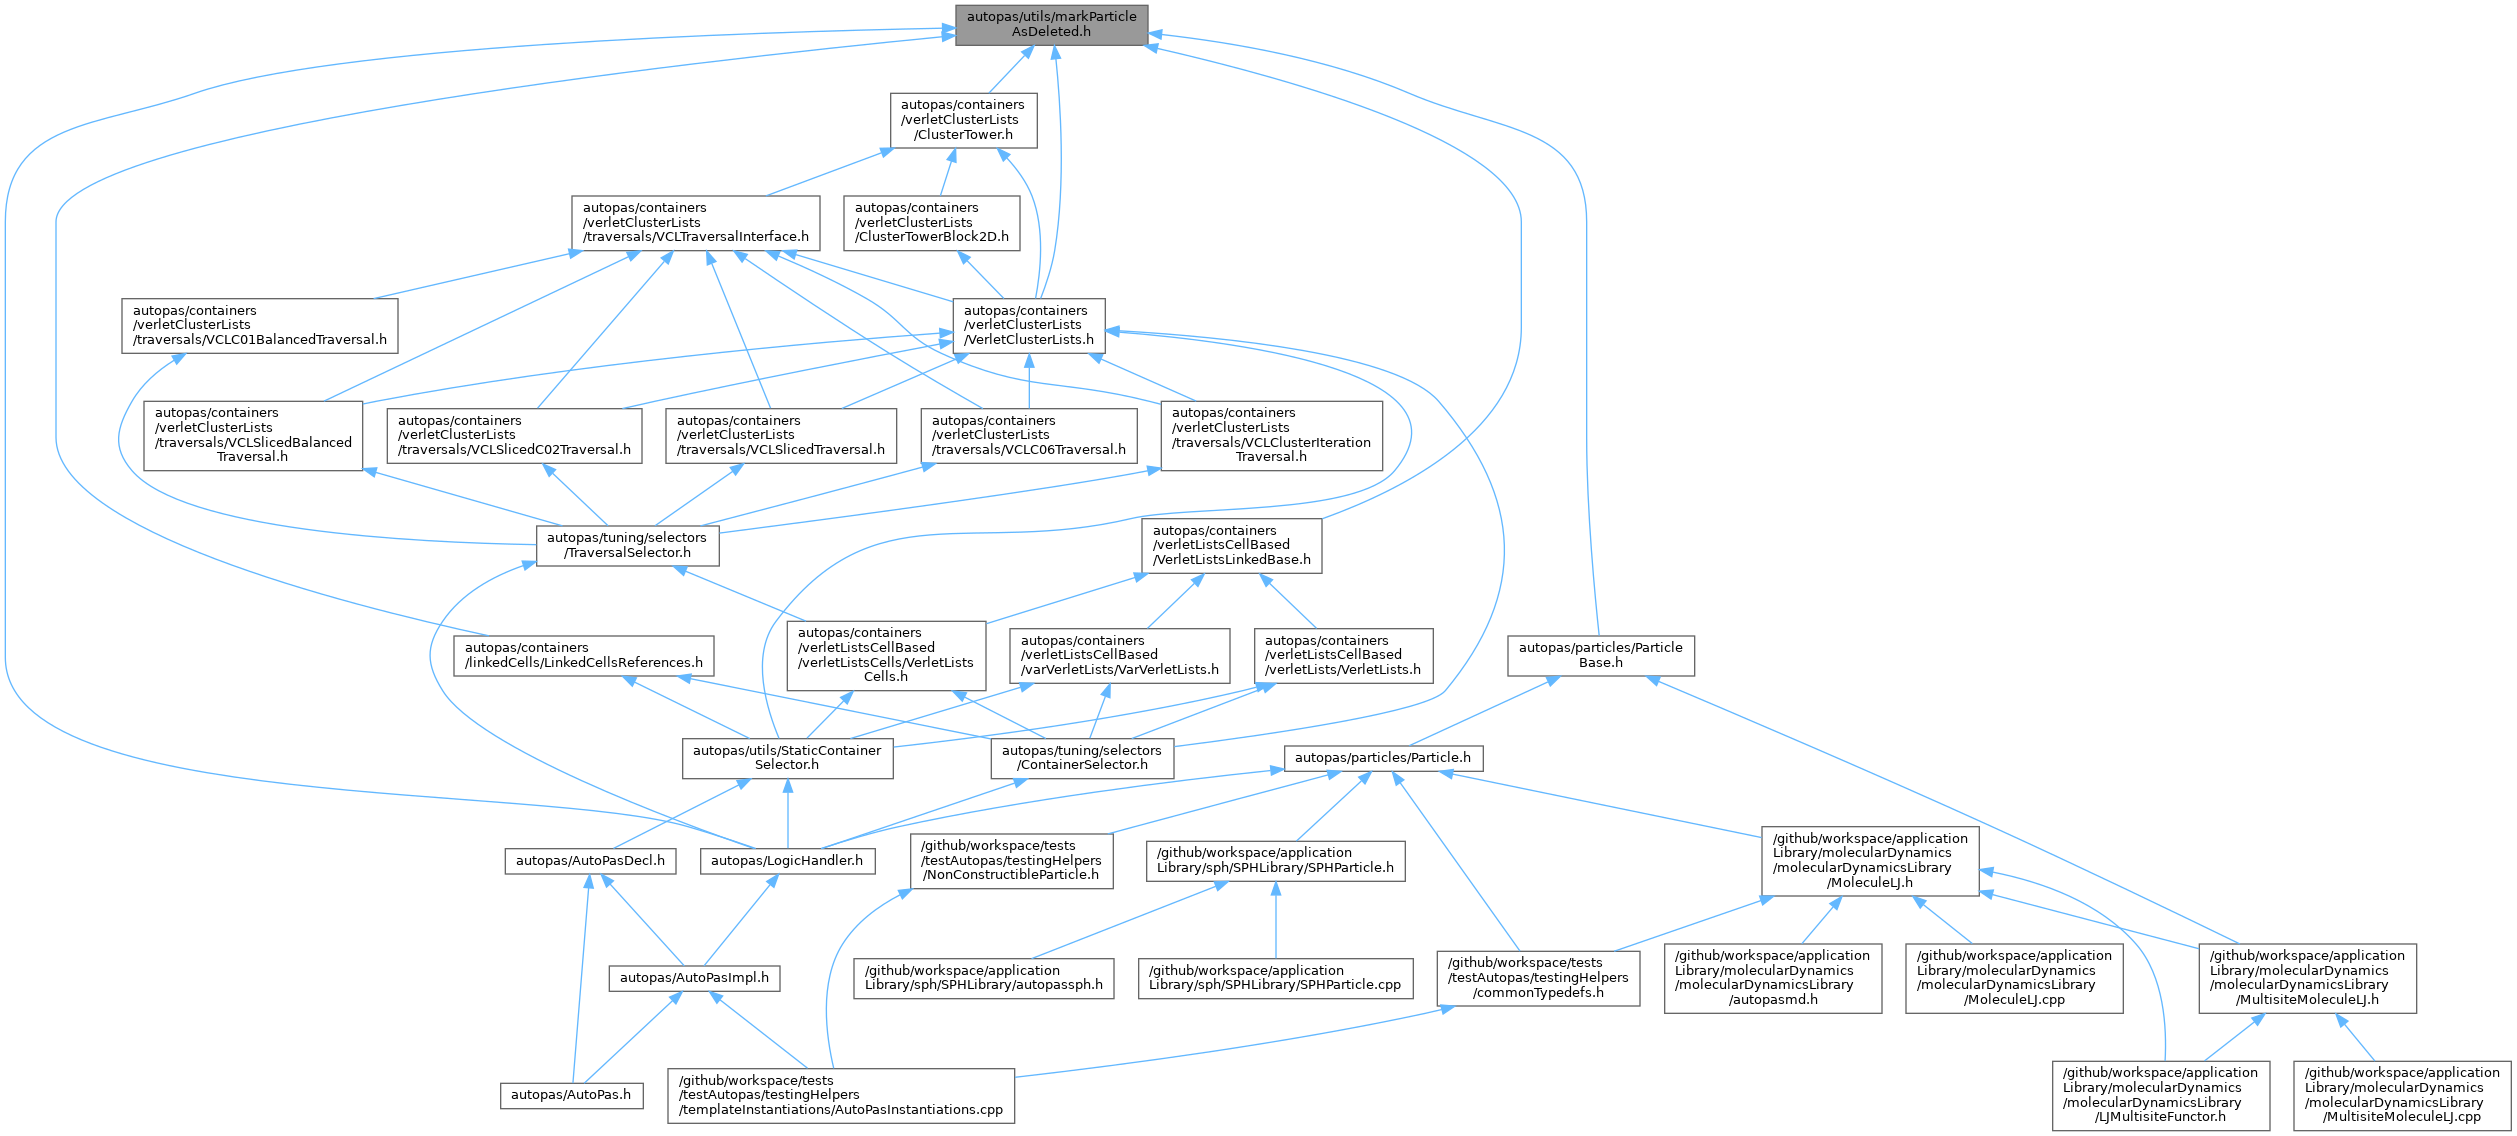 autopas/utils/markParticle
AsDeleted.h
autopas/containers
/verletClusterLists
/ClusterTower.h
autopas/containers
/verletClusterLists
/traversals/VCLTraversalInterface.h
autopas/containers
/verletClusterLists
/ClusterTowerBlock2D.h
autopas/containers
/verletClusterLists
/traversals/VCLC01BalancedTraversal.h
autopas/containers
/verletClusterLists
/VerletClusterLists.h
autopas/containers
/verletClusterLists
/traversals/VCLSlicedBalanced
Traversal.h
autopas/containers
/verletClusterLists
/traversals/VCLSlicedC02Traversal.h
autopas/containers
/verletClusterLists
/traversals/VCLSlicedTraversal.h
autopas/containers
/verletClusterLists
/traversals/VCLC06Traversal.h
autopas/containers
/verletClusterLists
/traversals/VCLClusterIteration
Traversal.h
autopas/tuning/selectors
/TraversalSelector.h
autopas/containers
/verletListsCellBased
/VerletListsLinkedBase.h
autopas/containers
/linkedCells/LinkedCellsReferences.h
autopas/containers
/verletListsCellBased
/verletListsCells/VerletLists
Cells.h
autopas/containers
/verletListsCellBased
/varVerletLists/VarVerletLists.h
autopas/containers
/verletListsCellBased
/verletLists/VerletLists.h
autopas/particles/Particle
Base.h
autopas/utils/StaticContainer
Selector.h
autopas/tuning/selectors
/ContainerSelector.h
autopas/particles/Particle.h
autopas/AutoPasDecl.h
autopas/LogicHandler.h
/github/workspace/tests
/testAutopas/testingHelpers
/NonConstructibleParticle.h
/github/workspace/application
Library/sph/SPHLibrary/SPHParticle.h
/github/workspace/application
Library/molecularDynamics
/molecularDynamicsLibrary
/MoleculeLJ.h
autopas/AutoPasImpl.h
/github/workspace/application
Library/sph/SPHLibrary/autopassph.h
/github/workspace/application
Library/sph/SPHLibrary/SPHParticle.cpp
/github/workspace/tests
/testAutopas/testingHelpers
/commonTypedefs.h
/github/workspace/application
Library/molecularDynamics
/molecularDynamicsLibrary
/autopasmd.h
/github/workspace/application
Library/molecularDynamics
/molecularDynamicsLibrary
/MoleculeLJ.cpp
/github/workspace/application
Library/molecularDynamics
/molecularDynamicsLibrary
/MultisiteMoleculeLJ.h
autopas/AutoPas.h
/github/workspace/tests
/testAutopas/testingHelpers
/templateInstantiations/AutoPasInstantiations.cpp
/github/workspace/application
Library/molecularDynamics
/molecularDynamicsLibrary
/LJMultisiteFunctor.h
/github/workspace/application
Library/molecularDynamics
/molecularDynamicsLibrary
/MultisiteMoleculeLJ.cpp